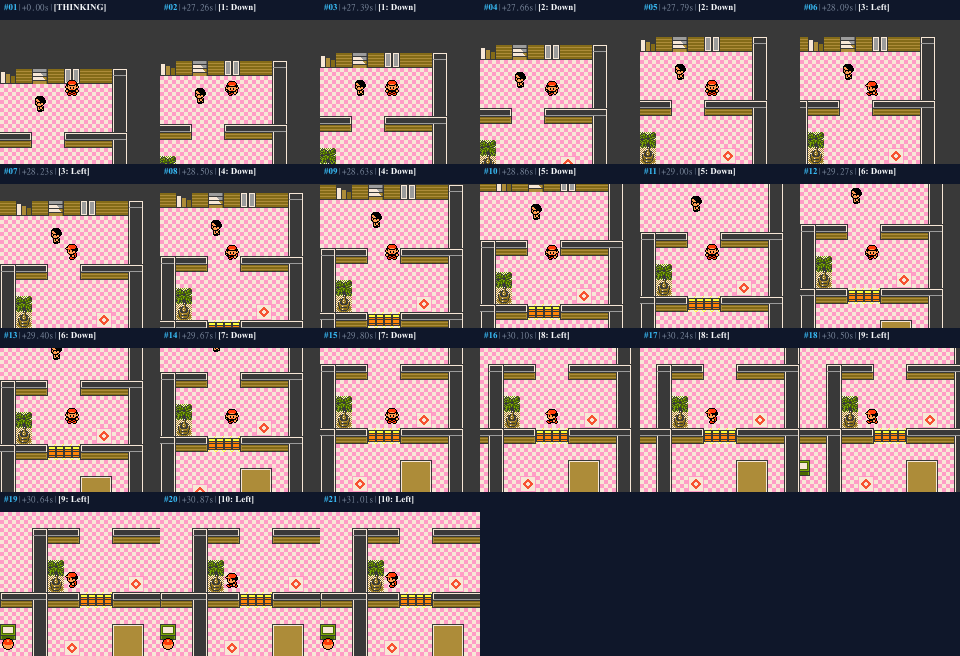 #01|+0.00s|[THINKING]
#02|+27.26s|[1: Down]
#03|+27.39s|[1: Down]
#04|+27.66s|[2: Down]
#05|+27.79s|[2: Down]
#06|+28.09s|[3: Left]
#07|+28.23s|[3: Left]
#08|+28.50s|[4: Down]
#09|+28.63s|[4: Down]
#10|+28.86s|[5: Down]
#11|+29.00s|[5: Down]
#12|+29.27s|[6: Down]
#13|+29.40s|[6: Down]
#14|+29.67s|[7: Down]
#15|+29.80s|[7: Down]
#16|+30.10s|[8: Left]
#17|+30.24s|[8: Left]
#18|+30.50s|[9: Left]
#19|+30.64s|[9: Left]
#20|+30.87s|[10: Left]
#21|+31.01s|[10: Left]